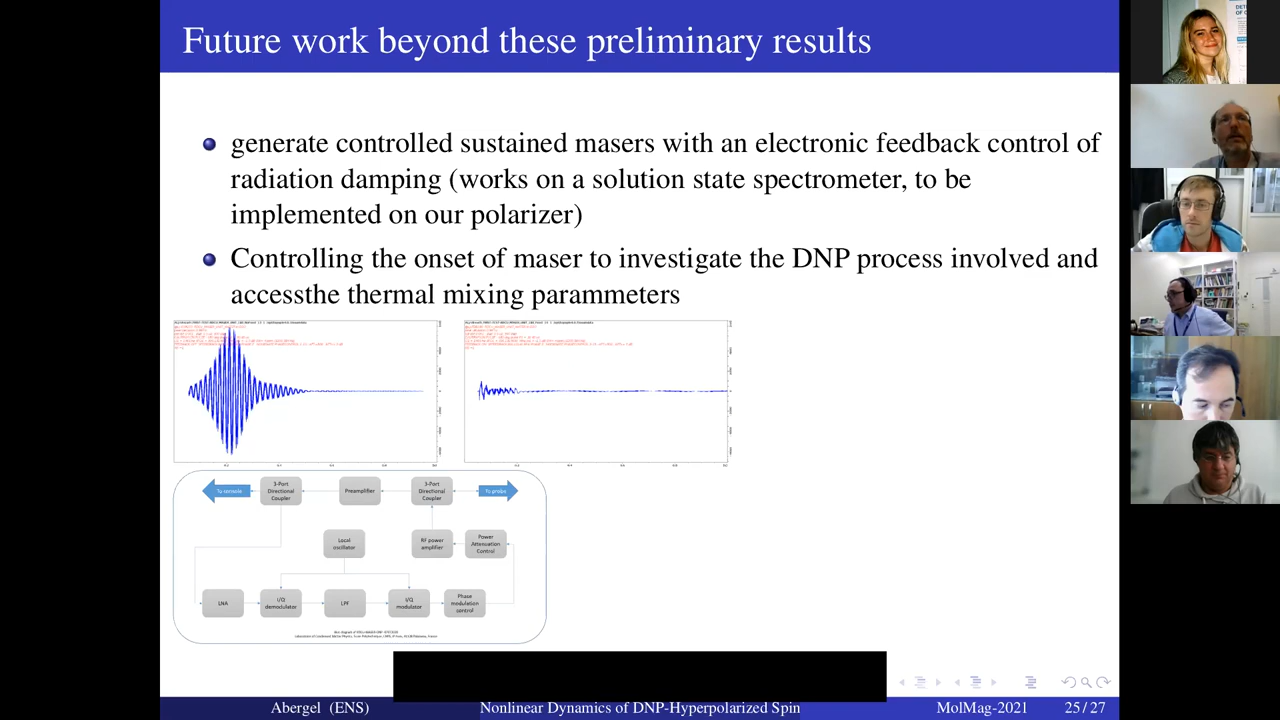 Future work beyond these preliminary results
generate controlled sustained masers with an electronic feedback control of
radiation damping (works on a solution state spectrometer, to be
implemented on our polarizer)
Controlling the onset of maser to investigate the DNP process involved and
accessthe thermal mixing parammeters
To console
3-Port
Directional
Coupler
Preamplifier
3-Port
Directional
Coupler
To probe
Local
oscillator
RF power
amplifier
Power
Attenuation
Control
LNA
I/Q
demodulator
LPF
I/Q
modulator
Phase
modulation
control
Abergel (ENS)
Nonlinear Dynamics of DNP-Hyperpolarized Spin
MolMag-2021
25 / 27